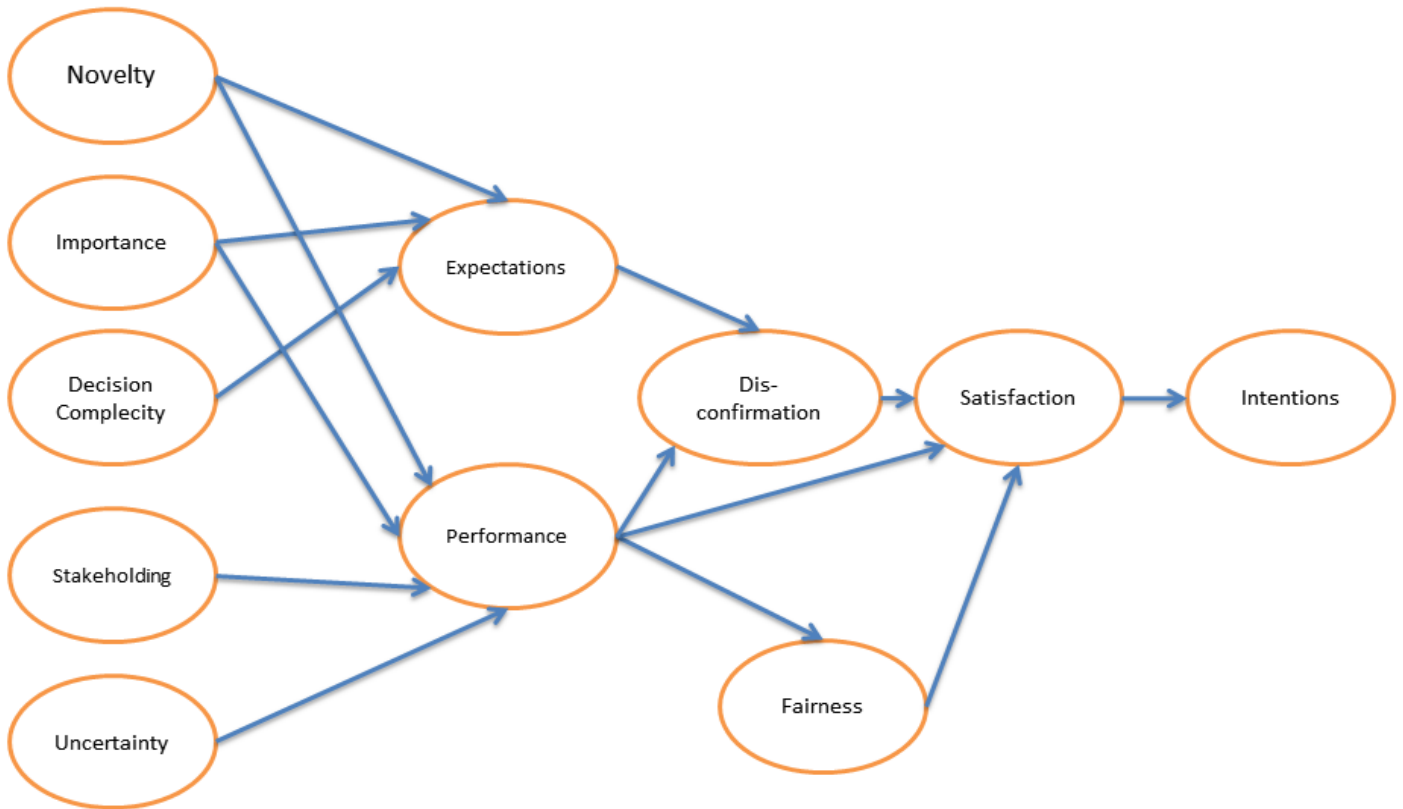 Novelty
Importance
Expectations
Decision
Complecity
Dis-
confirmation
Satisfaction
Intentions
Performance
Stakeholding
Fairness
Uncertainty